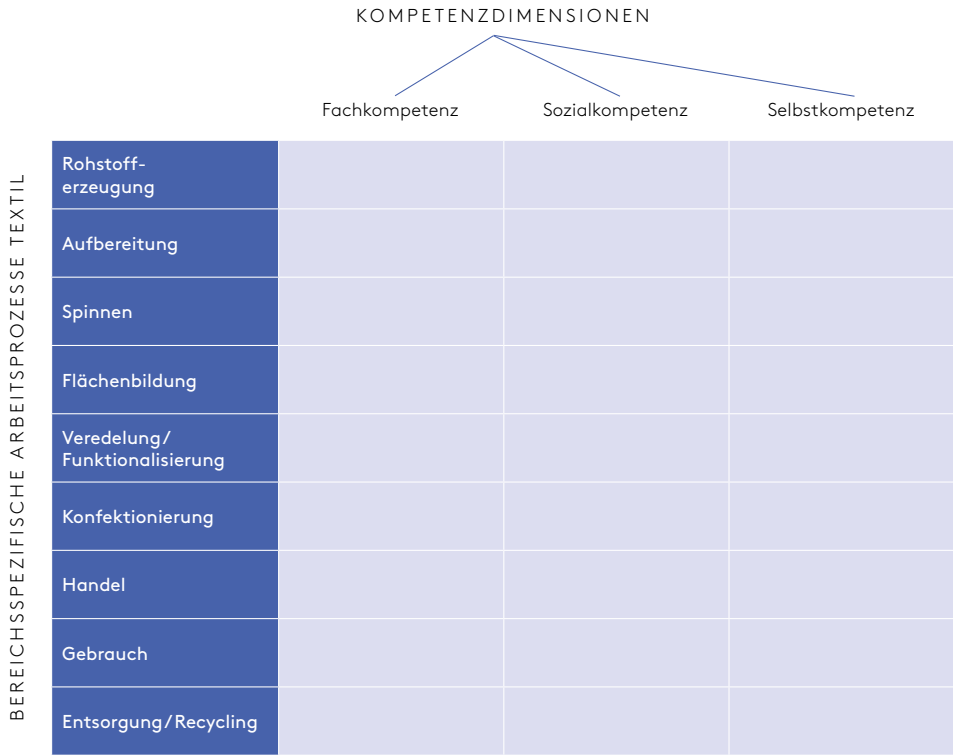 KOMPETENZDIMENSIONEN
Fachkompetenz Sozialkompetenz Selbstkompetenz
BEREICHSSPEZIFISCHE ARBEITSPROZESSE TEXTIL
Rohstoff-
erzeugung
Aufbereitung
Spinnen
Flächenbildung
Veredelung/
Funktionalisierung
Konfektionierung
Handel
Gebrauch
Entsorgung/Recycling